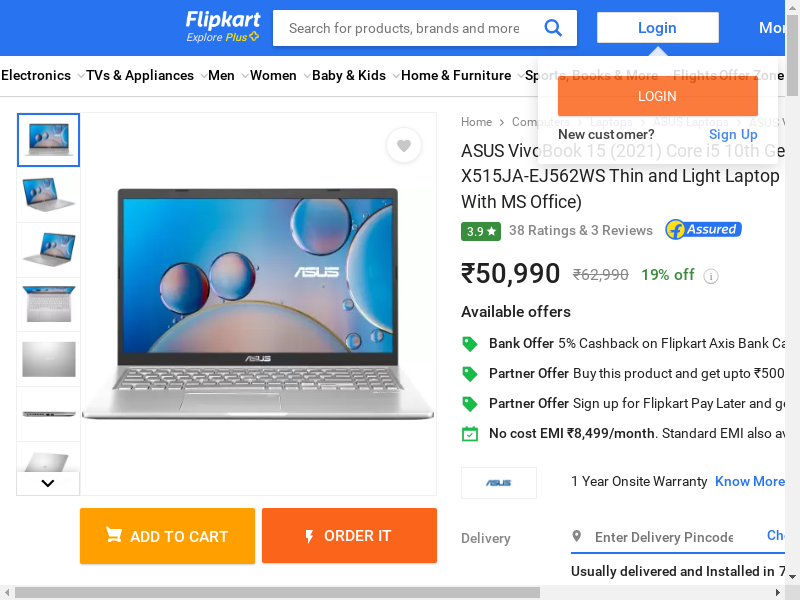 Flipkart
Explore Plus
Search for products, brands and more
Login
Mor
Electronics
TVs & Appliances
Men
Women
Baby & Kids
Home & Furniture
Sports, Books & More
Flights
Offer Zone
LOGIN
New customer?
Sign Up
Home
Computers
Laptops
ASUS Laptops
ASUS V
ASUS VivoBook 15 (2021) Core i5 10th Ge
X515JA-EJ562WS Thin and Light Laptop
With MS Office)
3.9
38 Ratings & 3 Reviews
f Assured
₹50,990
₹62,990
19% off
i
Available offers
Bank Offer 5% Cashback on Flipkart Axis Bank Ca
Partner Offer Buy this product and get upto ₹500
Partner Offer Sign up for Flipkart Pay Later and ge
No cost EMI ₹8,499/month. Standard EMI also av
ASUS
1 Year Onsite Warranty
Know More
ADD TO CART
ORDER IT
Delivery
Enter Delivery Pincode
Che
Usually delivered and Installed in 7
ASUS
ASUS